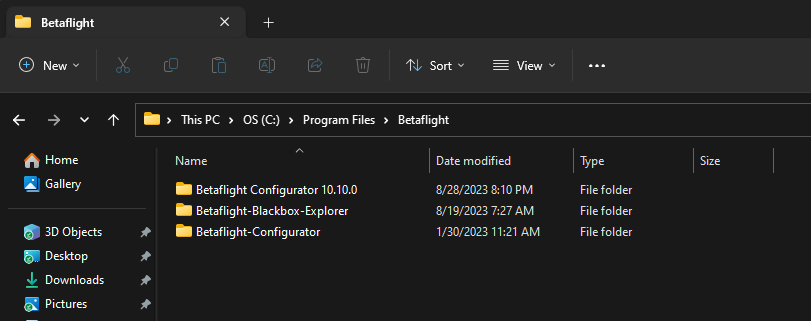 Betaflight
New
Sort
View
This PC
OS (C:)
Program Files
Betaflight
Home
Gallery
3D Objects
Desktop
Downloads
Pictures
Name Date modified Type Size
Betaflight Configurator 10.10.0 8/28/2023 8:10 PM File folder
Betaflight-Blackbox-Explorer 8/19/2023 7:27 AM File folder
Betaflight-Configurator 1/30/2023 11:21 AM File folder